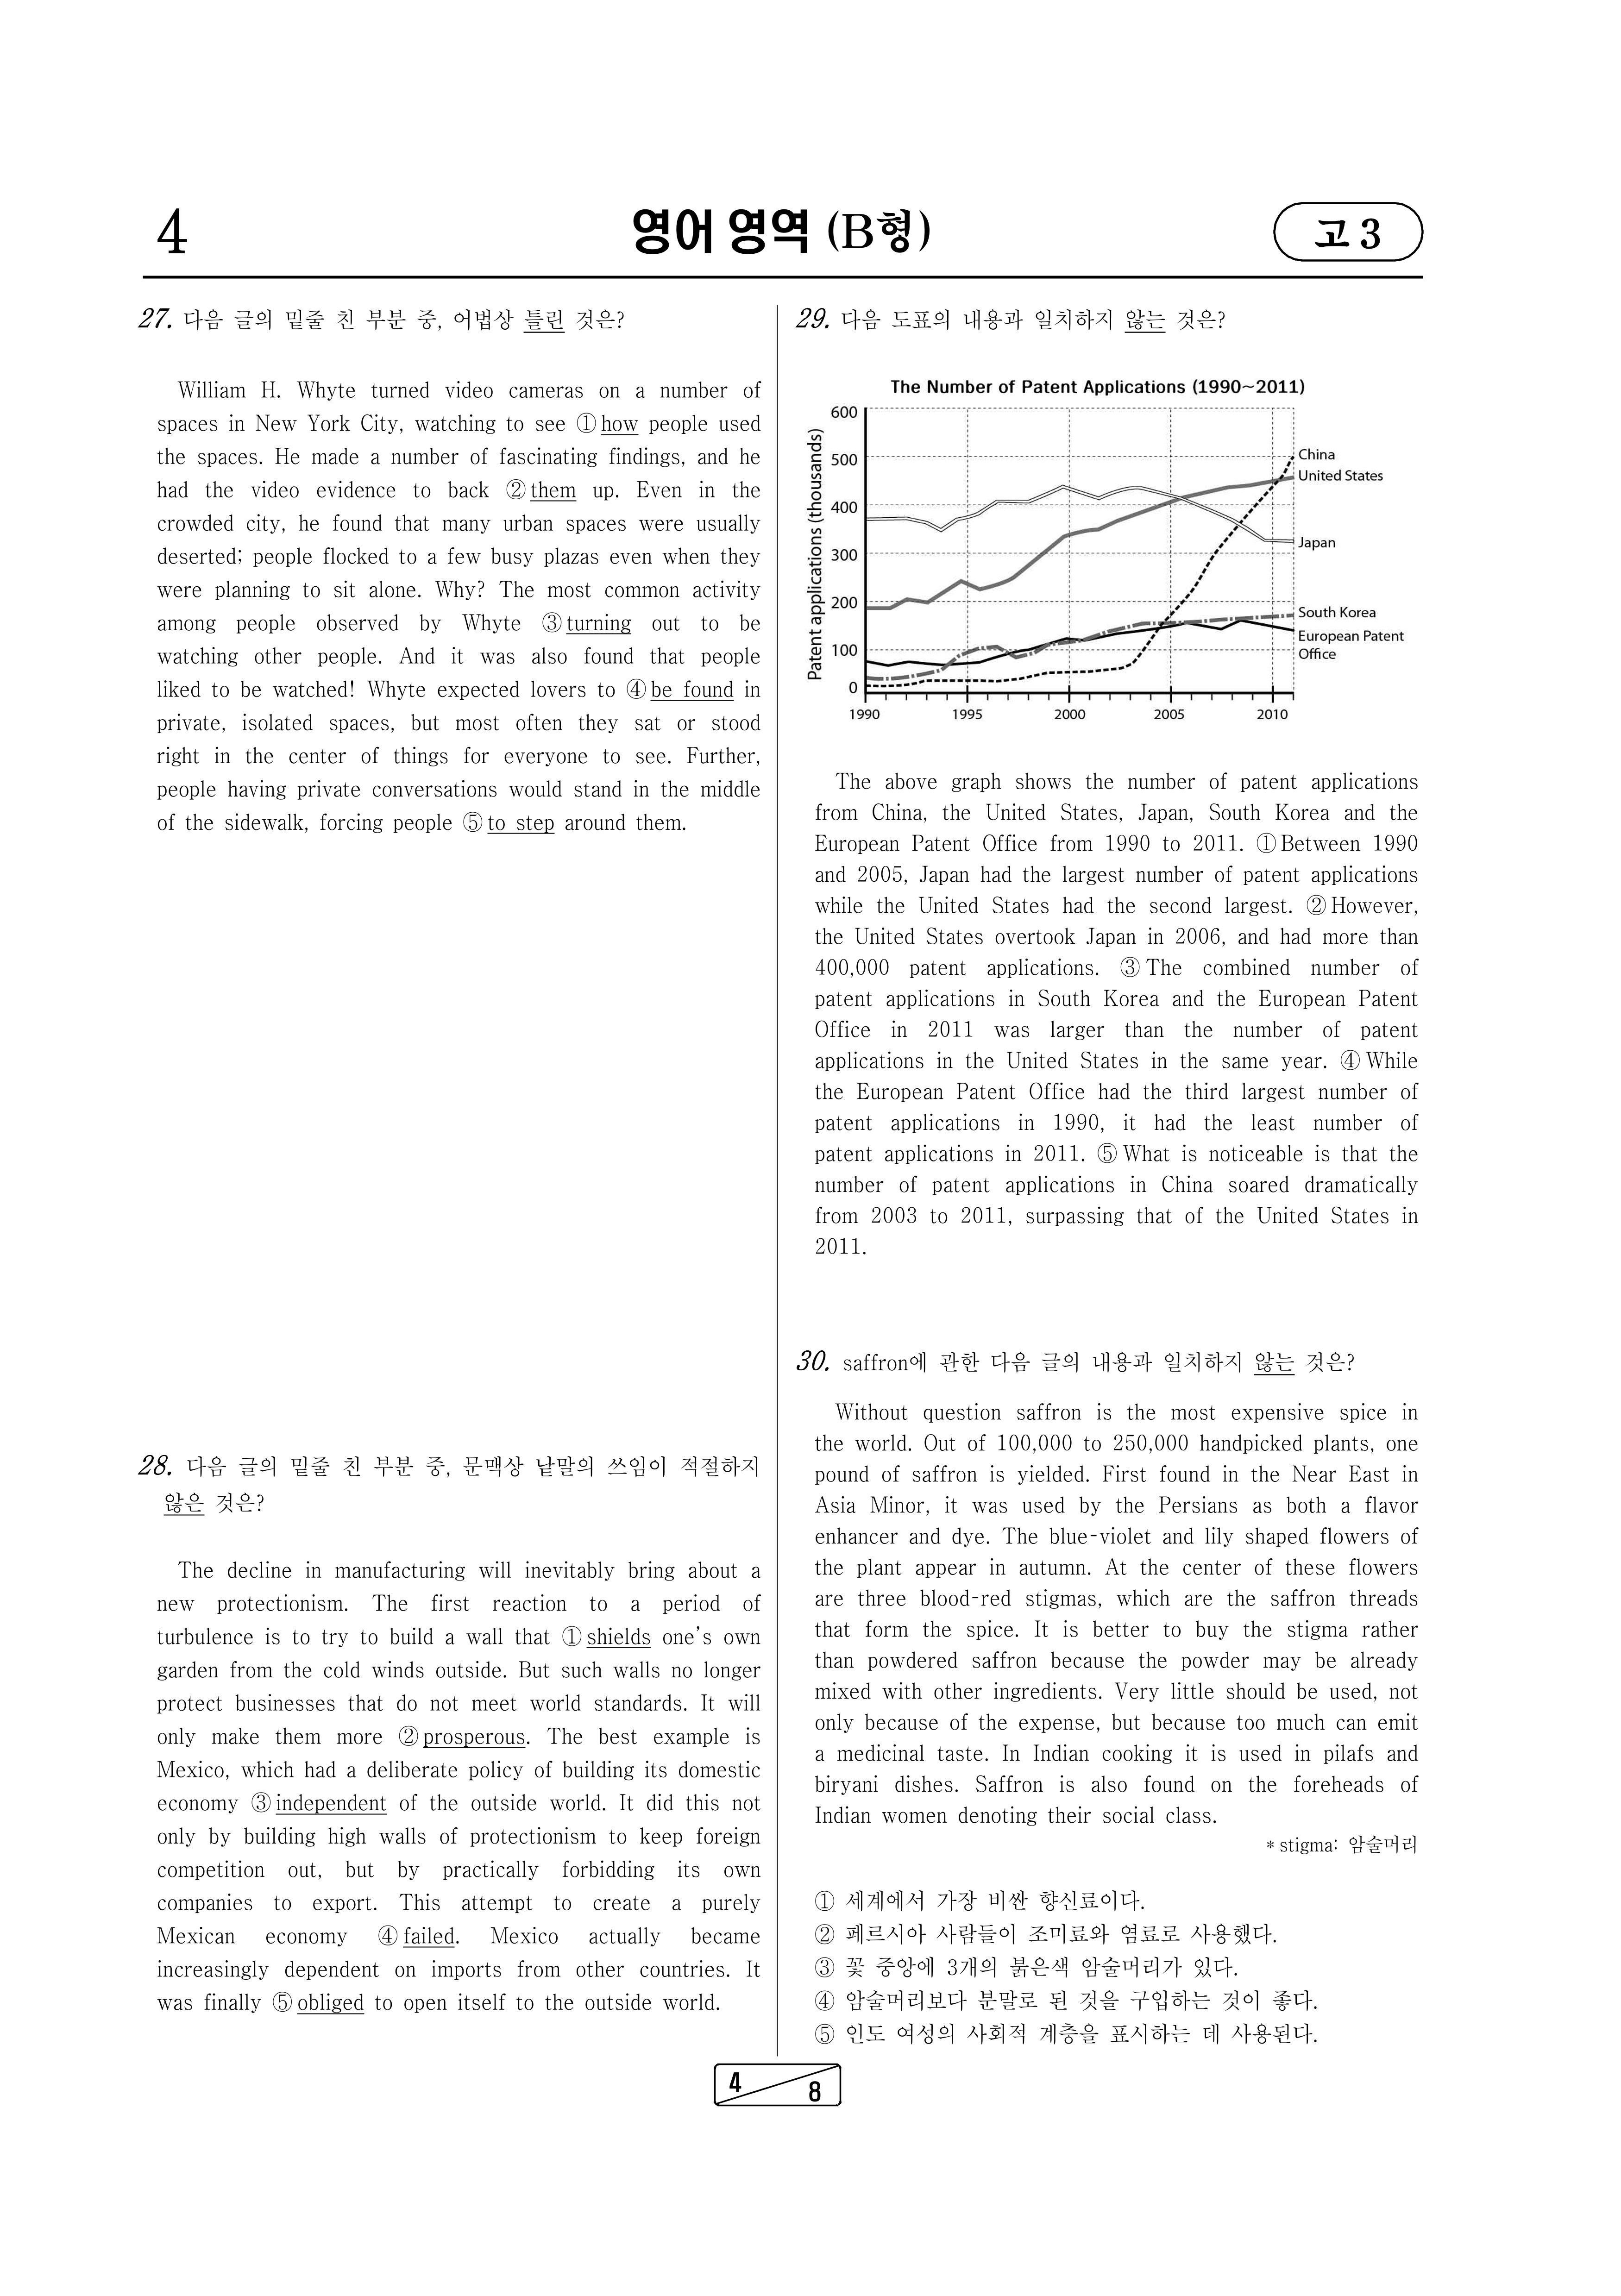 4
영어 영역 (B형)
고 3
27. 다음 글의 밑줄 친 부분 중, 어법상 틀린 것은?
William H. Whyte turned video cameras on a number of
spaces in New York City, watching to see ① how people used
the spaces. He made a number of fascinating findings, and he
had the video evidence to back ② them up. Even in the
crowded city, he found that many urban spaces were usually
deserted; people flocked to a few busy plazas even when they
were planning to sit alone. Why? The most common activity
among people observed by Whyte ③ turning out to be
watching other people. And it was also found that people
liked to be watched! Whyte expected lovers to ④ be found in
private, isolated spaces, but most often they sat or stood
right in the center of things for everyone to see. Further,
people having private conversations would stand in the middle
of the sidewalk, forcing people ⑤ to step around them.
28. 다음 글의 밑줄 친 부분 중, 문맥상 낱말의 쓰임이 적절하지
않은 것은?
The decline in manufacturing will inevitably bring about a
new protectionism. The first reaction to a period of
turbulence is to try to build a wall that ① shields one's own
garden from the cold winds outside. But such walls no longer
protect businesses that do not meet world standards. It will
only make them more ② prosperous. The best example is
Mexico, which had a deliberate policy of building its domestic
economy ③ independent of the outside world. It did this not
only by building high walls of protectionism to keep foreign
competition out, but by practically forbidding its own
companies to export. This attempt to create a purely
Mexican economy ④ failed. Mexico actually became
increasingly dependent on imports from other countries. It
was finally ⑤ obliged to open itself to the outside world.
29. 다음 도표의 내용과 일치하지 않는 것은?
The Number of Patent Applications (1990~2011)
Patent applications (thousands)
600
500
400
300
200
100
0
1990
1995
2000
2005
2010
China
United States
Japan
South Korea
European Patent
Office
The above graph shows the number of patent applications
from China, the United States, Japan, South Korea and the
European Patent Office from 1990 to 2011. ① Between 1990
and 2005, Japan had the largest number of patent applications
while the United States had the second largest. ② However,
the United States overtook Japan in 2006, and had more than
400,000 patent applications. ③ The combined number of
patent applications in South Korea and the European Patent
Office in 2011 was larger than the number of patent
applications in the United States in the same year. ④ While
the European Patent Office had the third largest number of
patent applications in 1990, it had the least number of
patent applications in 2011. ⑤ What is noticeable is that the
number of patent applications in China soared dramatically
from 2003 to 2011, surpassing that of the United States in
2011.
30. saffron에 관한 다음 글의 내용과 일치하지 않는 것은?
Without question saffron is the most expensive spice in
the world. Out of 100,000 to 250,000 handpicked plants, one
pound of saffron is yielded. First found in the Near East in
Asia Minor, it was used by the Persians as both a flavor
enhancer and dye. The blue-violet and lily shaped flowers of
the plant appear in autumn. At the center of these flowers
are three blood-red stigmas, which are the saffron threads
that form the spice. It is better to buy the stigma rather
than powdered saffron because the powder may be already
mixed with other ingredients. Very little should be used, not
only because of the expense, but because too much can emit
a medicinal taste. In Indian cooking it is used in pilafs and
biryani dishes. Saffron is also found on the foreheads of
Indian women denoting their social class.
* stigma: 암술머리
① 세계에서 가장 비싼 향신료이다.
② 페르시아 사람들이 조미료와 염료로 사용했다.
③ 꽃 중앙에 3개의 붉은색 암술머리가 있다.
④ 암술머리보다 분말로 된 것을 구입하는 것이 좋다.
⑤ 인도 여성의 사회적 계층을 표시하는 데 사용된다.
4
8